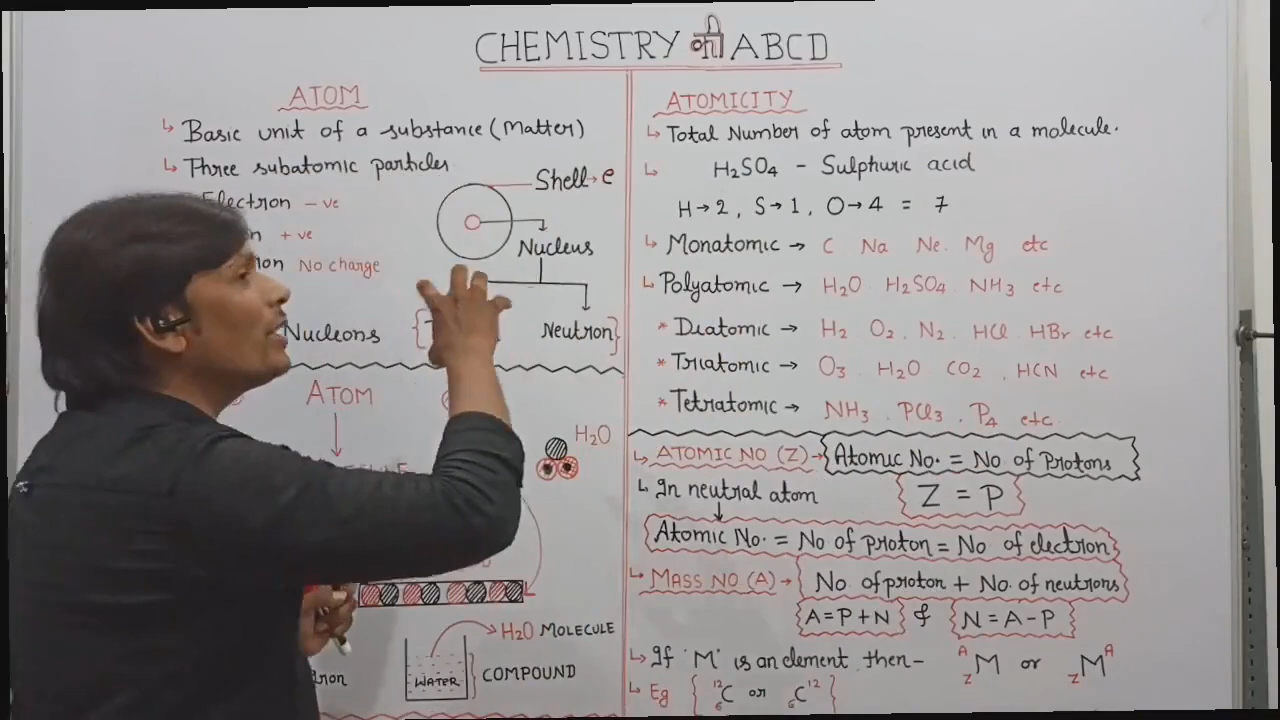 CHEMISTRY की ABCD
ATOM
↳ Basic unit of a substance (Matter)
↳ Three subatomic particles
Electron - ve
+ ve
No change
Shell → e
Nucleus
Nucleons
Neutron}
ATOM
H₂O
H₂O MOLECULE
WATER
COMPOUND
ATOMICITY
↳ Total Number of atom present in a molecule.
↳ H₂SO₄ - Sulphuric acid
H → 2, S → 1, O → 4 = 7
↳ Monatomic → C Na Ne. Mg etc
↳ Polyatomic → H₂O H₂SO₄ NH₃ etc
* Diatomic → H₂ O₂. N₂. HCl HBr etc
* Triatomic → O₃ H₂O CO₂ , HCN etc
* Tetratomic → NH₃ . PCl₃ . P₄ etc.
↳ ATOMIC NO (Z) → Atomic No. = No of Protons
↳ In neutral atom Z = P
Atomic No. = No of proton = No of electron
↳ MASS NO (A) → No. of proton + No. of neutrons
A = P + N & N = A - P
↳ If 'M' is an element then - ᴬ_Z M or _Z Mᴬ
↳ Eg { ¹²₆C or ₆C¹² }